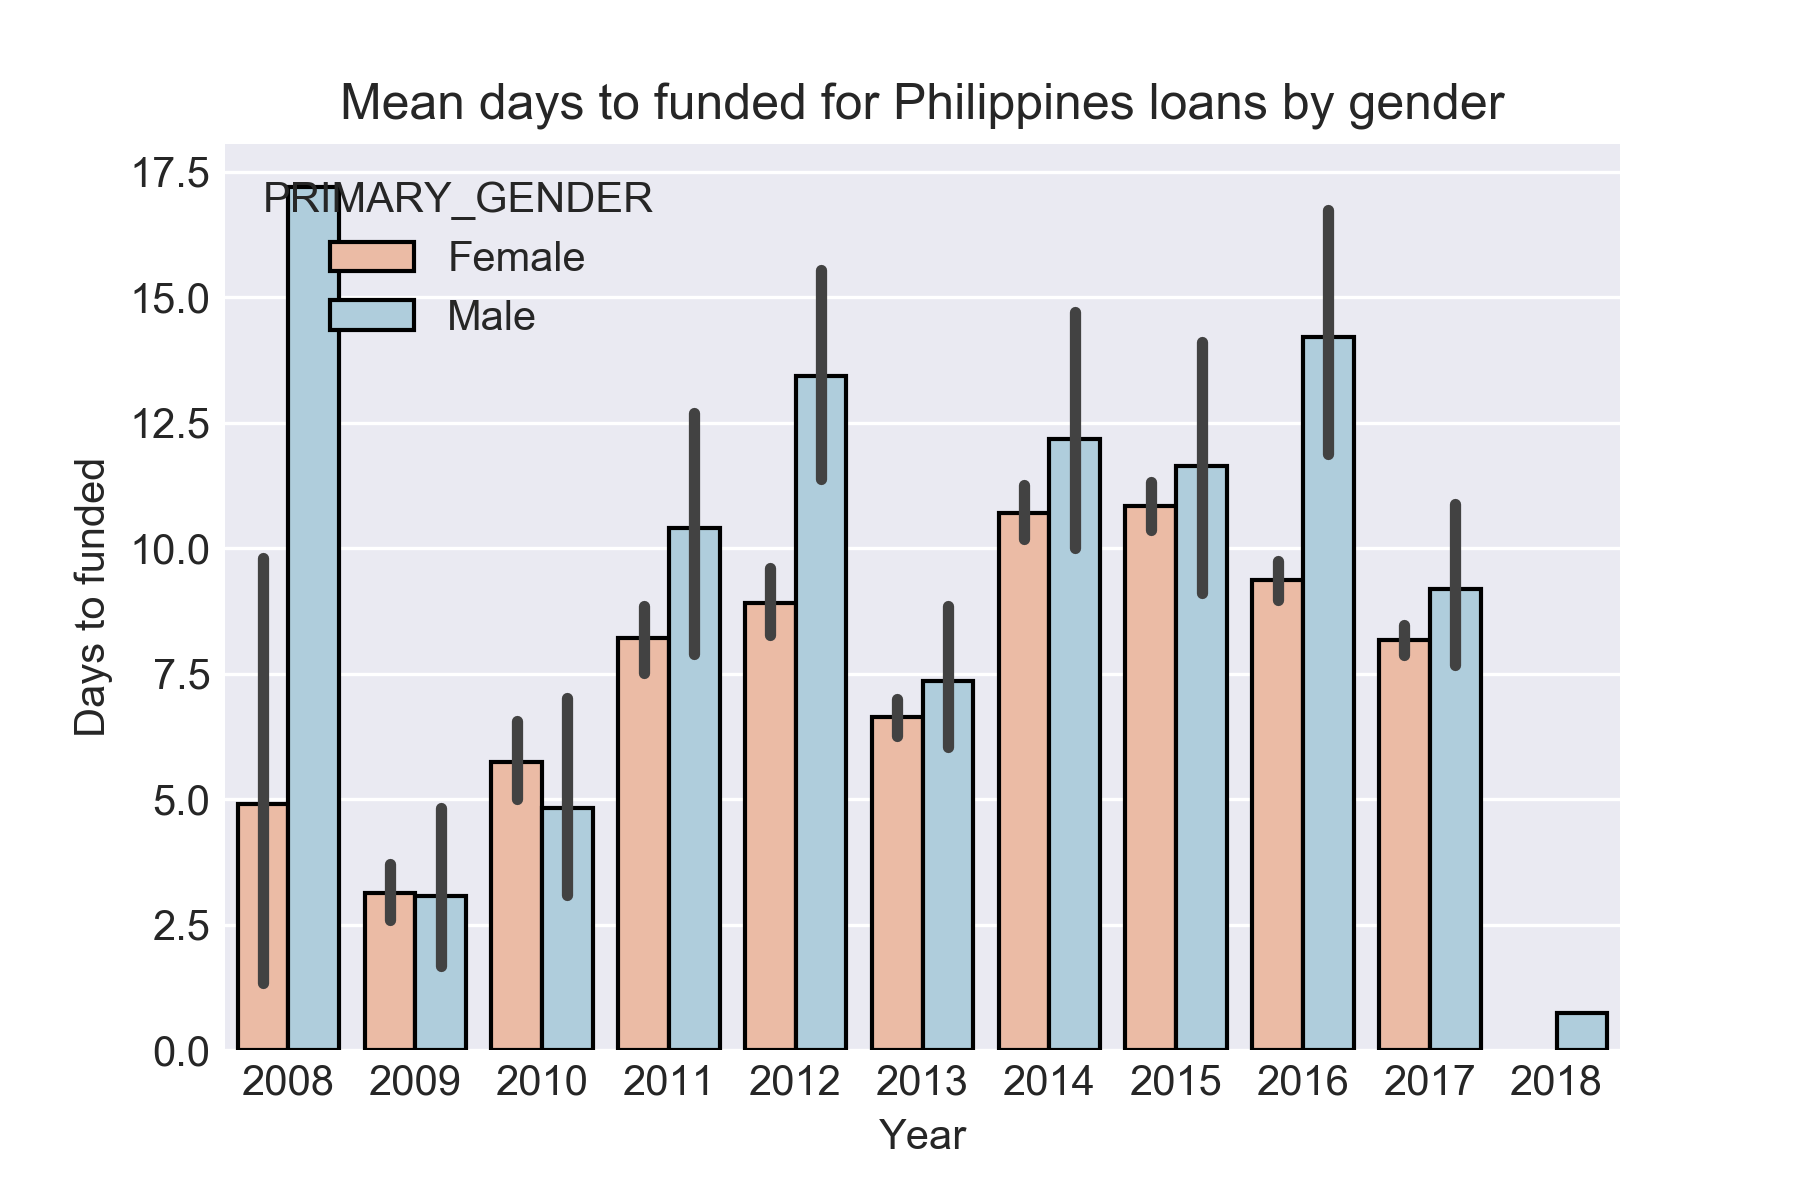 Mean days to funded for Philippines loans by gender
17.5
15.0
12.5
10.0
7.5
5.0
2.5
0.0
Days to funded
PRIMARY_GENDER
Female
Male
2008 2009 2010 2011 2012 2013 2014 2015 2016 2017 2018
Year